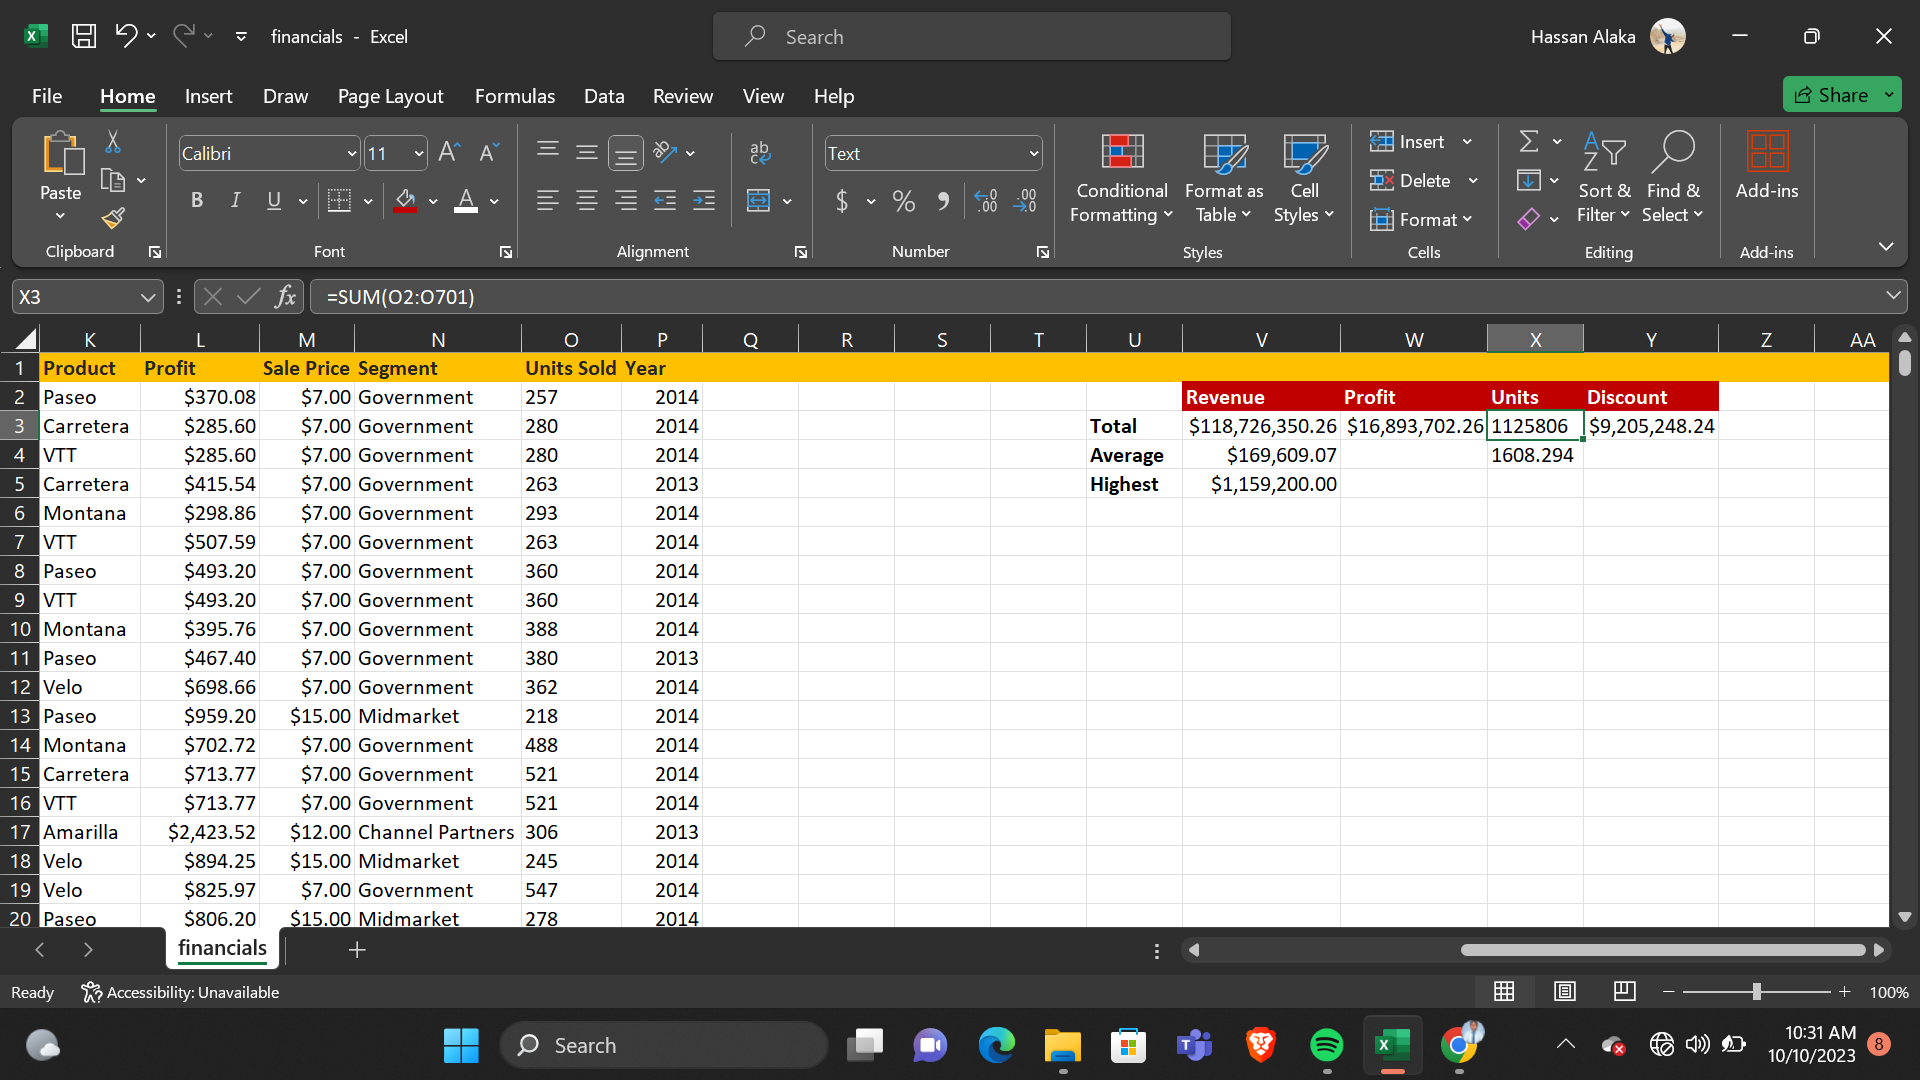 financials - Excel
Search
Hassan Alaka
File Home Insert Draw Page Layout Formulas Data Review View Help
Share
Paste
Clipboard
Calibri 11
B I U
Font
Alignment
ab
Text
$ % 9
Number
Conditional Formatting
Format as Table
Cell Styles
Styles
Insert
Delete
Format
Cells
Sort & Filter
Find & Select
Editing
Add-ins
Add-ins
X3 fx =SUM(O2:O701)
K L M N O P Q R S T U V W X Y Z AA
1 Product Profit Sale Price Segment Units Sold Year
2 Paseo $370.08 $7.00 Government 257 2014 Revenue Profit Units Discount
3 Carretera $285.60 $7.00 Government 280 2014 Total $118,726,350.26 $16,893,702.26 1125806 $9,205,248.24
4 VTT $285.60 $7.00 Government 280 2014 Average $169,609.07 1608.294
5 Carretera $415.54 $7.00 Government 263 2013 Highest $1,159,200.00
6 Montana $298.86 $7.00 Government 293 2014
7 VTT $507.59 $7.00 Government 263 2014
8 Paseo $493.20 $7.00 Government 360 2014
9 VTT $493.20 $7.00 Government 360 2014
10 Montana $395.76 $7.00 Government 388 2014
11 Paseo $467.40 $7.00 Government 380 2013
12 Velo $698.66 $7.00 Government 362 2014
13 Paseo $959.20 $15.00 Midmarket 218 2014
14 Montana $702.72 $7.00 Government 488 2014
15 Carretera $713.77 $7.00 Government 521 2014
16 VTT $713.77 $7.00 Government 521 2014
17 Amarilla $2,423.52 $12.00 Channel Partners 306 2013
18 Velo $894.25 $15.00 Midmarket 245 2014
19 Velo $825.97 $7.00 Government 547 2014
20 Paseo $806.20 $15.00 Midmarket 278 2014
financials
Ready Accessibility: Unavailable 100%
Search
10:31 AM
10/10/2023
8